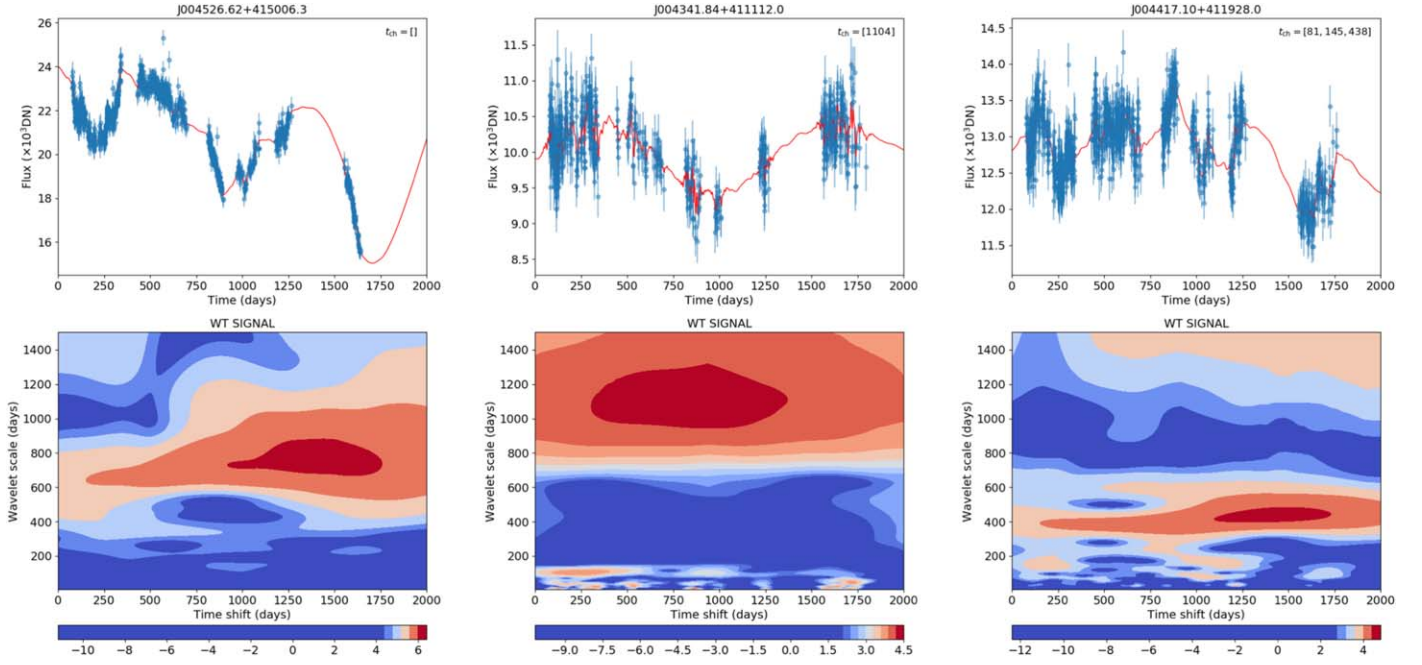 J004526.62+415006.3
26
24
22
20
18
16
Flux (×10³DN)
t_ch = []
0 250 500 750 1000 1250 1500 1750 2000
Time (days)
J004341.84+411112.0
11.5
11.0
10.5
10.0
9.5
9.0
8.5
Flux (×10³DN)
t_ch = [1104]
0 250 500 750 1000 1250 1500 1750 2000
Time (days)
J004417.10+411928.0
14.5
14.0
13.5
13.0
12.5
12.0
11.5
Flux (×10³DN)
t_ch = [81, 145, 438]
0 250 500 750 1000 1250 1500 1750 2000
Time (days)
WT SIGNAL
1400
1200
1000
800
600
400
200
Wavelet scale (days)
0 250 500 750 1000 1250 1500 1750 2000
Time shift (days)
−10 −8 −6 −4 −2 0 2 4 6
WT SIGNAL
1400
1200
1000
800
600
400
200
Wavelet scale (days)
0 250 500 750 1000 1250 1500 1750 2000
Time shift (days)
−9.0 −7.5 −6.0 −4.5 −3.0 −1.5 0.0 1.5 3.0 4.5
WT SIGNAL
1400
1200
1000
800
600
400
200
Wavelet scale (days)
0 250 500 750 1000 1250 1500 1750 2000
Time shift (days)
−12 −10 −8 −6 −4 −2 0 2 4